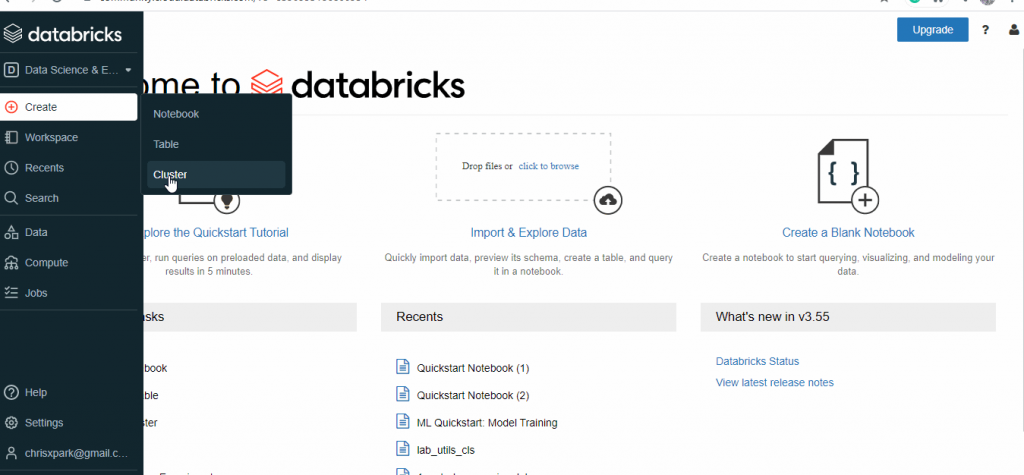 databricks
Upgrade
?
D Data Science & E...
ome to databricks
Create
Notebook
Workspace
Table
Drop files or click to browse
{ }
Recents
Cluster
Search
plore the Quickstart Tutorial
Import & Explore Data
Create a Blank Notebook
Data
er, run queries on preloaded data, and display
results in 5 minutes.
Quickly import data, preview its schema, create a table, and query
it in a notebook.
Create a notebook to start querying, visualizing, and modeling your
data.
Compute
Jobs
asks
Recents
What's new in v3.55
book
Quickstart Notebook (1)
Databricks Status
able
Quickstart Notebook (2)
View latest release notes
Help
ster
ML Quickstart: Model Training
Settings
lab_utils_cls
chrisxpark@gmail.c...